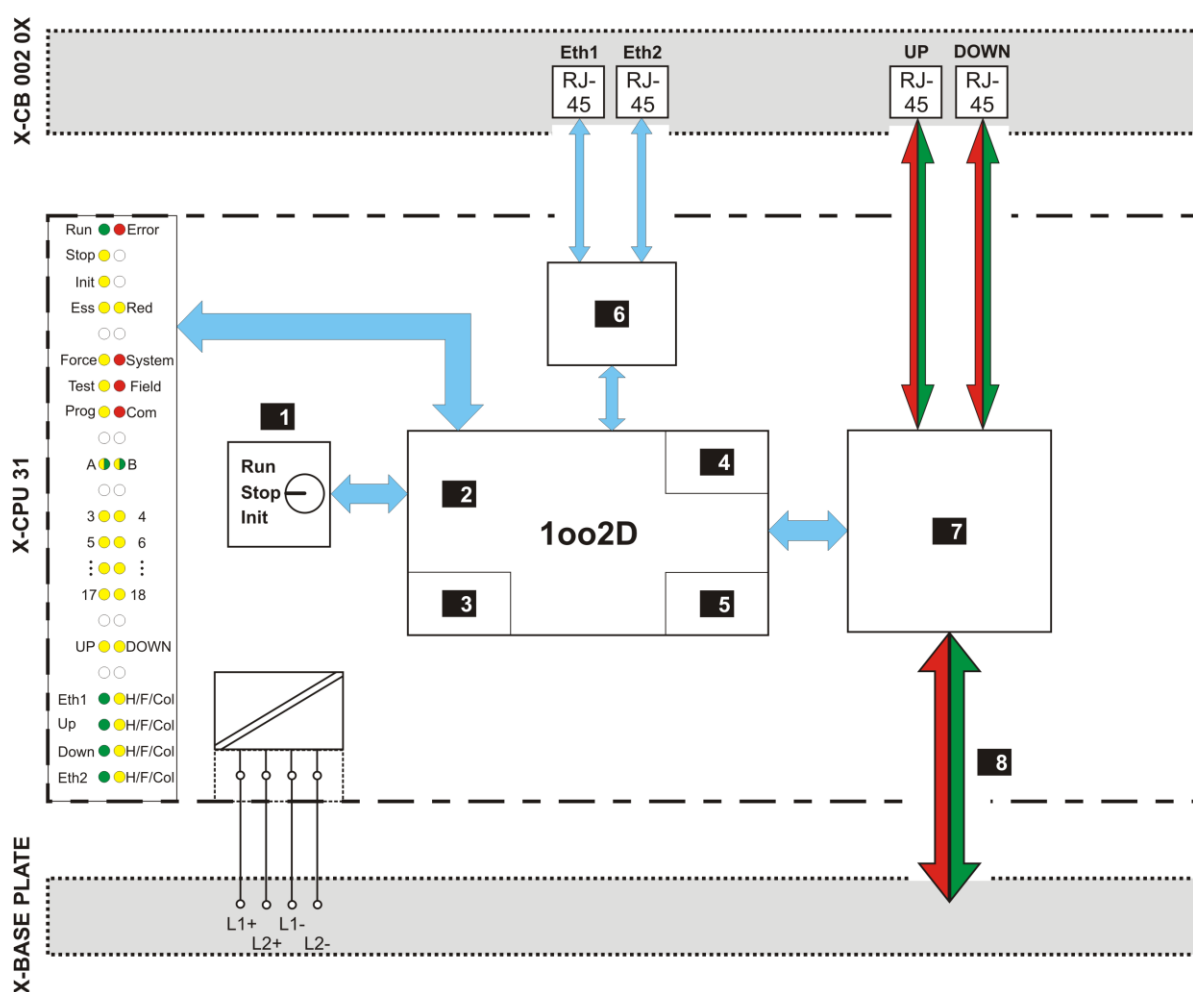 X-CB 002 0X
Eth1 Eth2
RJ-45 RJ-45
UP DOWN
RJ-45 RJ-45
X-CPU 31
Run Error
Stop
Init
Ess Red
Force System
Test Field
Prog Com
A B
3 4
5 6
⋮ ⋮
17 18
UP DOWN
Eth1 H/F/Col
Up H/F/Col
Down H/F/Col
Eth2 H/F/Col
1
Run
Stop
Init
2
1oo2D
3
4
5
6
7
8
X-BASE PLATE
L1+ L1-
L2+ L2-